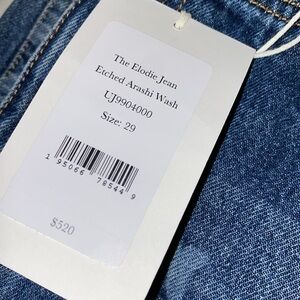 The Elodie Jean
Etched Arashi Wash
UJ9904000
Size: 29
1 95066 78544 9
$520